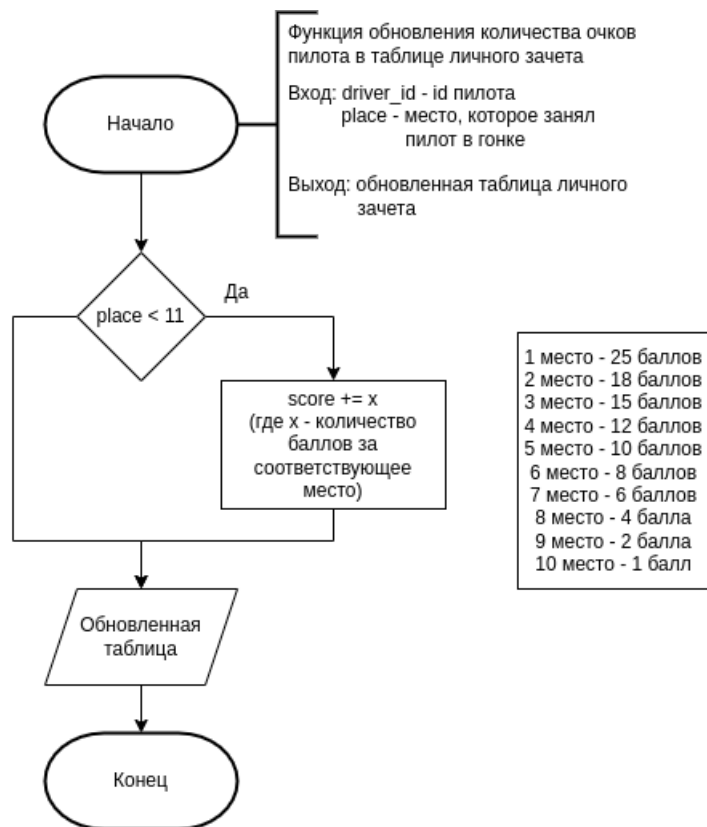 Функция обновления количества очков
пилота в таблице личного зачета
Вход: driver_id - id пилота
place - место, которое занял
пилот в гонке
Выход: обновленная таблица личного
зачета
Начало
place < 11
Да
score += x
(где x - количество
баллов за
соответствующее
место)
1 место - 25 баллов
2 место - 18 баллов
3 место - 15 баллов
4 место - 12 баллов
5 место - 10 баллов
6 место - 8 баллов
7 место - 6 баллов
8 место - 4 балла
9 место - 2 балла
10 место - 1 балл
Обновленная
таблица
Конец